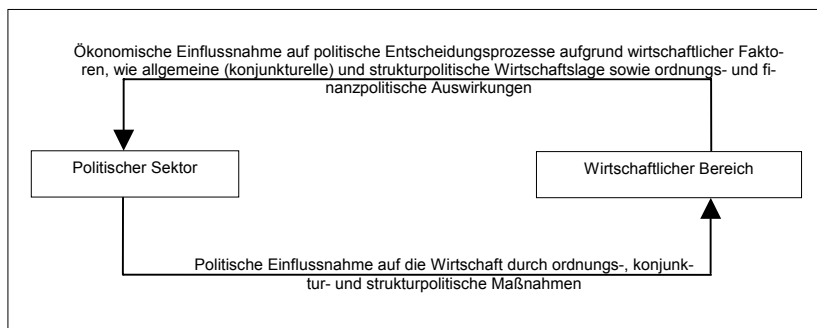 Ökonomische Einflussnahme auf politische Entscheidungsprozesse aufgrund wirtschaftlicher Fakto-
ren, wie allgemeine (konjunkturelle) und strukturpolitische Wirtschaftslage sowie ordnungs- und fi-
nanzpolitische Auswirkungen
Politischer Sektor
Wirtschaftlicher Bereich
Politische Einflussnahme auf die Wirtschaft durch ordnungs-, konjunk-
tur- und strukturpolitische Maßnahmen